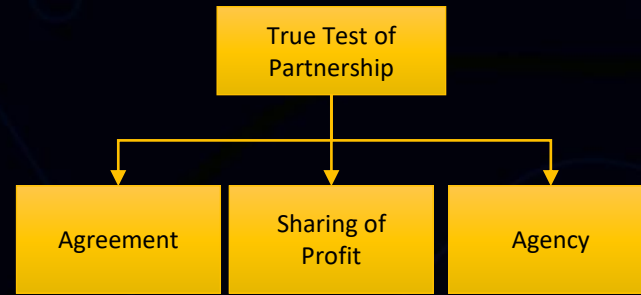 True Test of
Partnership
Agreement
Sharing of
Profit
Agency